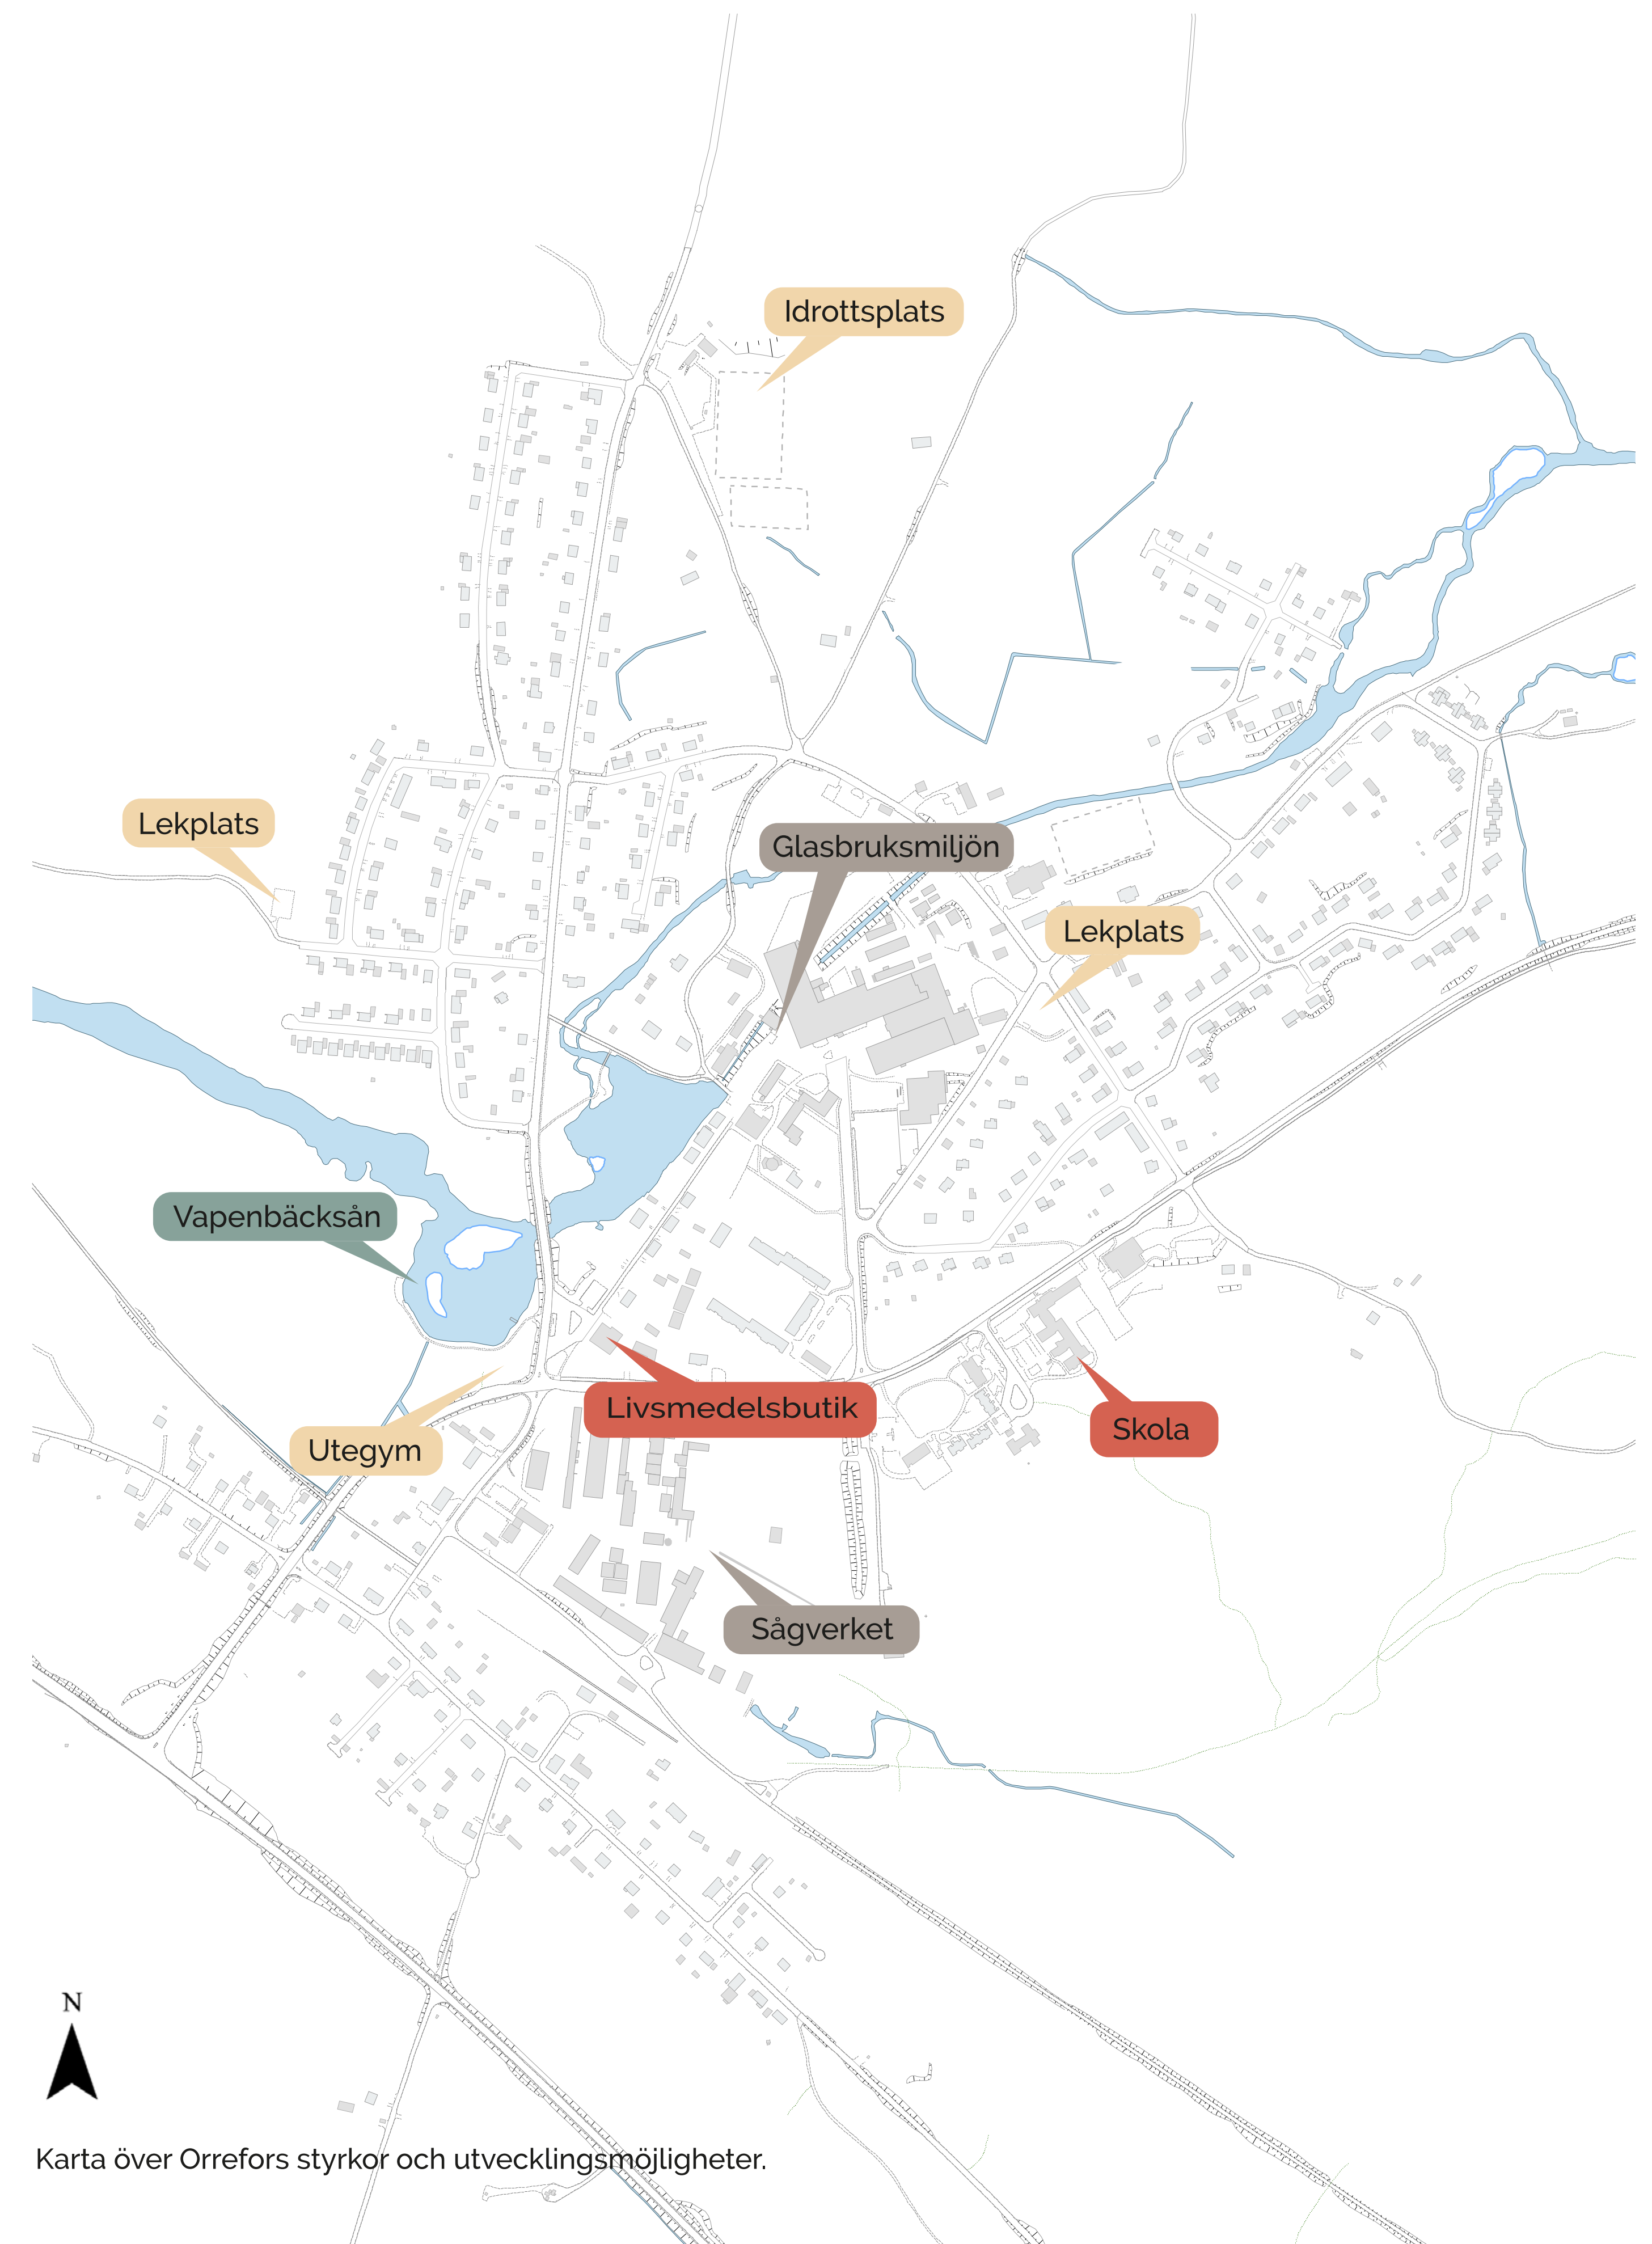 Idrottsplats
Lekplats
Glasbruksmiljön
Lekplats
Vapenbäcksån
Livsmedelsbutik
Skola
Utegym
Sågverket
N
Karta över Orrefors styrkor och utvecklingsmöjligheter.